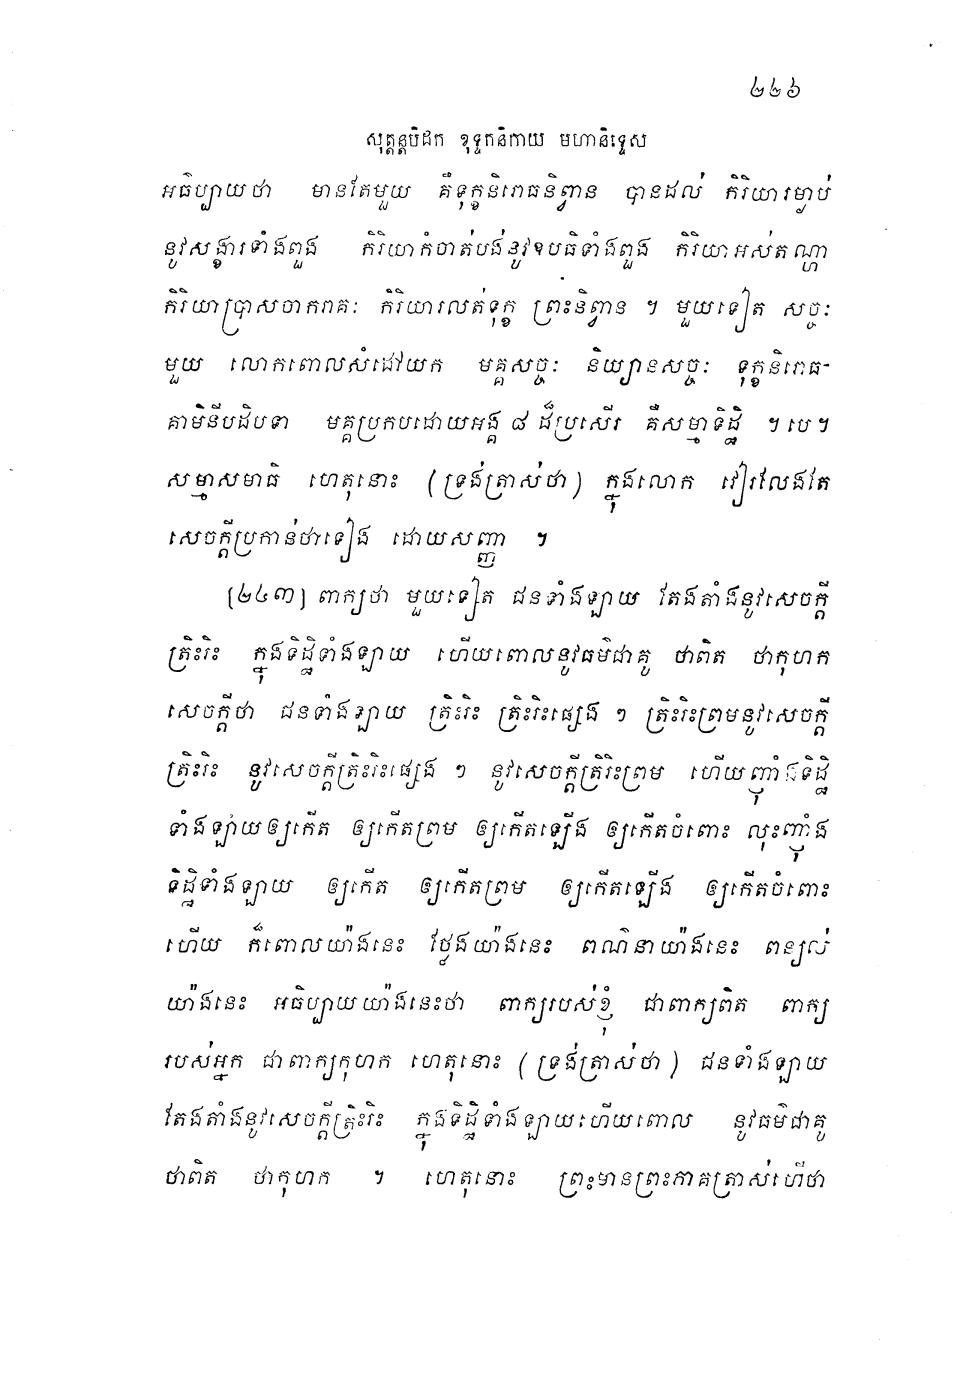 ២២៦
សុត្តន្តបិដក ខុទ្ទកនិកាយ មហានិទ្ទេស
អធិប្បាយថា មានតែមួយ គឺទុក្ខនិរោធនិព្វាន បានដល់ កិរិយារម្ងាប់
នូវសង្ខារទាំងពួង កិរិយាកំចាត់បង់នូវឧបធិទាំងពួង កិរិយាអស់តណ្ហា
កិរិយាប្រាសចាករាគៈ កិរិយារលត់ទុក្ខ ព្រះនិព្វាន ។ មួយទៀត សច្ចៈ
មួយ លោកពោលសំដៅយក មគ្គសច្ចៈ និយ្យានសច្ចៈ ទុក្ខនិរោធ-
គាមិនីបដិបទា មគ្គប្រកបដោយអង្គ ៨ ដ៏ប្រសើរ គឺសម្មាទិដ្ឋិ ។ បេ ។
សម្មាសមាធិ ហេតុនោះ (ទ្រង់ត្រាស់ថា) ក្នុងលោក វៀរលែងតែ
សេចក្តីប្រកាន់ថាទៀង ដោយសញ្ញា ។
[២៤៣] ពាក្យថា មួយទៀត ជនទាំងឡាយ តែងតាំងនូវសេចក្តី
ត្រិះរិះ ក្នុងទិដ្ឋិទាំងឡាយ ហើយពោលនូវធម៌ជាគូ ថាពិត ថាកុហក
សេចក្តីថា ជនទាំងឡាយ ត្រិះរិះ ត្រិះរិះផ្សេង ៗ ត្រិះរិះព្រមនូវសេចក្តី
ត្រិះរិះ នូវសេចក្តីត្រិះរិះផ្សេង ៗ នូវសេចក្តីត្រិរិះព្រម ហើយញុំាងទិដ្ឋិ
ទាំងឡាយឲ្យកើត ឲ្យកើតព្រម ឲ្យកើតឡើង ឲ្យកើតចំពោះ លុះញុំាង
ទិដ្ឋិទាំងឡាយ ឲ្យកើត ឲ្យកើតព្រម ឲ្យកើតឡើង ឲ្យកើតចំពោះ
ហើយ ក៏ពោលយ៉ាងនេះ ថ្លែងយ៉ាងនេះ ពណ៌នាយ៉ាងនេះ ពន្យល់
យ៉ាងនេះ អធិប្បាយយ៉ាងនេះថា ពាក្យរបស់ខ្ញុំ ជាពាក្យពិត ពាក្យ
របស់អ្នក ជាពាក្យកុហក ហេតុនោះ (ទ្រង់ត្រាស់ថា) ជនទាំងឡាយ
តែងតាំងនូវសេចក្តីត្រិះរិះ ក្នុងទិដ្ឋិទាំងឡាយហើយពោល នូវធម៌ជាគូ
ថាពិត ថាកុហក ។ ហេតុនោះ ព្រះមានព្រះភាគត្រាស់ហើថា